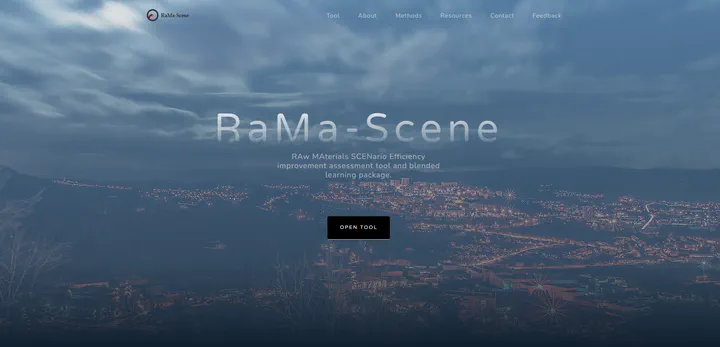 RaMa Scene
Tool About Methods Resources Contact Feedback
RaMa-Scene
RAw MAterials SCENario Efficiency
improvement assessment tool and blended
learning package.
OPEN TOOL